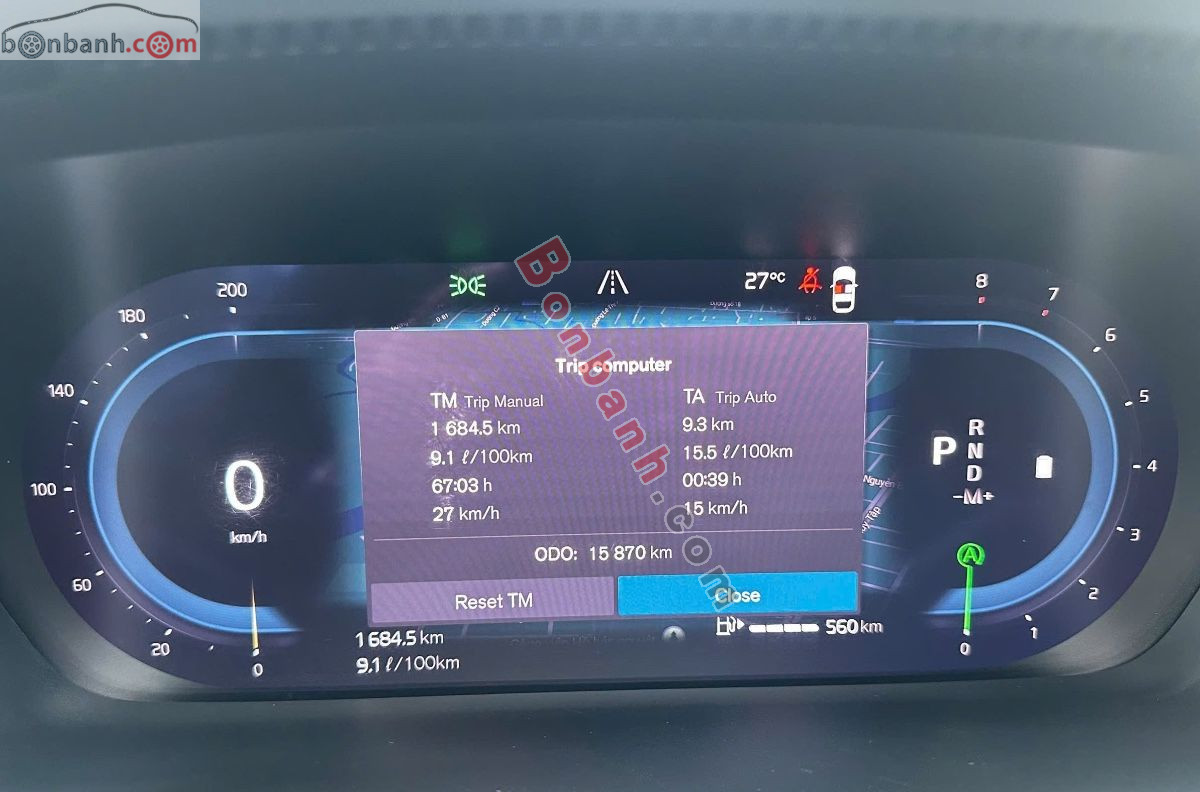 bonbanh.com
27°C
200
180
140
100
60
20
0
0
km/h
8
7
6
5
4
3
2
1
0
Trip computer
TM Trip Manual
1 684.5 km
9.1 ℓ/100km
67:03 h
27 km/h
TA Trip Auto
9.3 km
15.5 ℓ/100km
00:39 h
15 km/h
ODO: 15 870 km
Reset TM
Close
P
R
N
D
-M+
A
1 684.5 km
9.1 ℓ/100km
560 km
Bonbanh.com